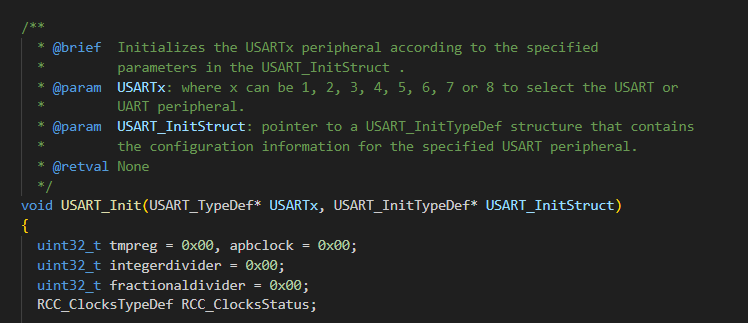 /**
* @brief Initializes the USARTx peripheral according to the specified
* parameters in the USART_InitStruct .
* @param USARTx: where x can be 1, 2, 3, 4, 5, 6, 7 or 8 to select the USART or
* UART peripheral.
* @param USART_InitStruct: pointer to a USART_InitTypeDef structure that contains
* the configuration information for the specified USART peripheral.
* @retval None
*/
void USART_Init(USART_TypeDef* USARTx, USART_InitTypeDef* USART_InitStruct)
{
uint32_t tmpreg = 0x00, apbclock = 0x00;
uint32_t integerdivider = 0x00;
uint32_t fractionaldivider = 0x00;
RCC_ClocksTypeDef RCC_ClocksStatus;